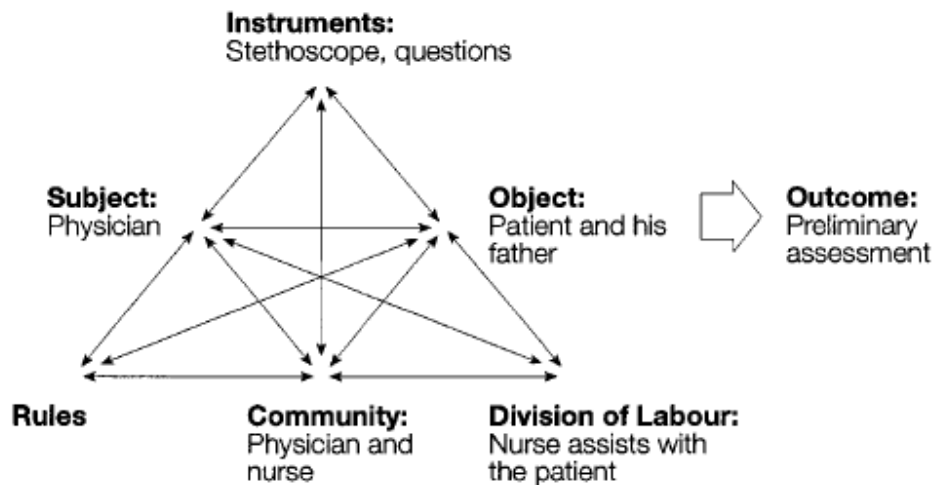 Instruments:
Stethoscope, questions
Subject:
Physician
Object:
Patient and his
father
Outcome:
Preliminary
assessment
Rules
Community:
Physician and
nurse
Division of Labour:
Nurse assists with
the patient